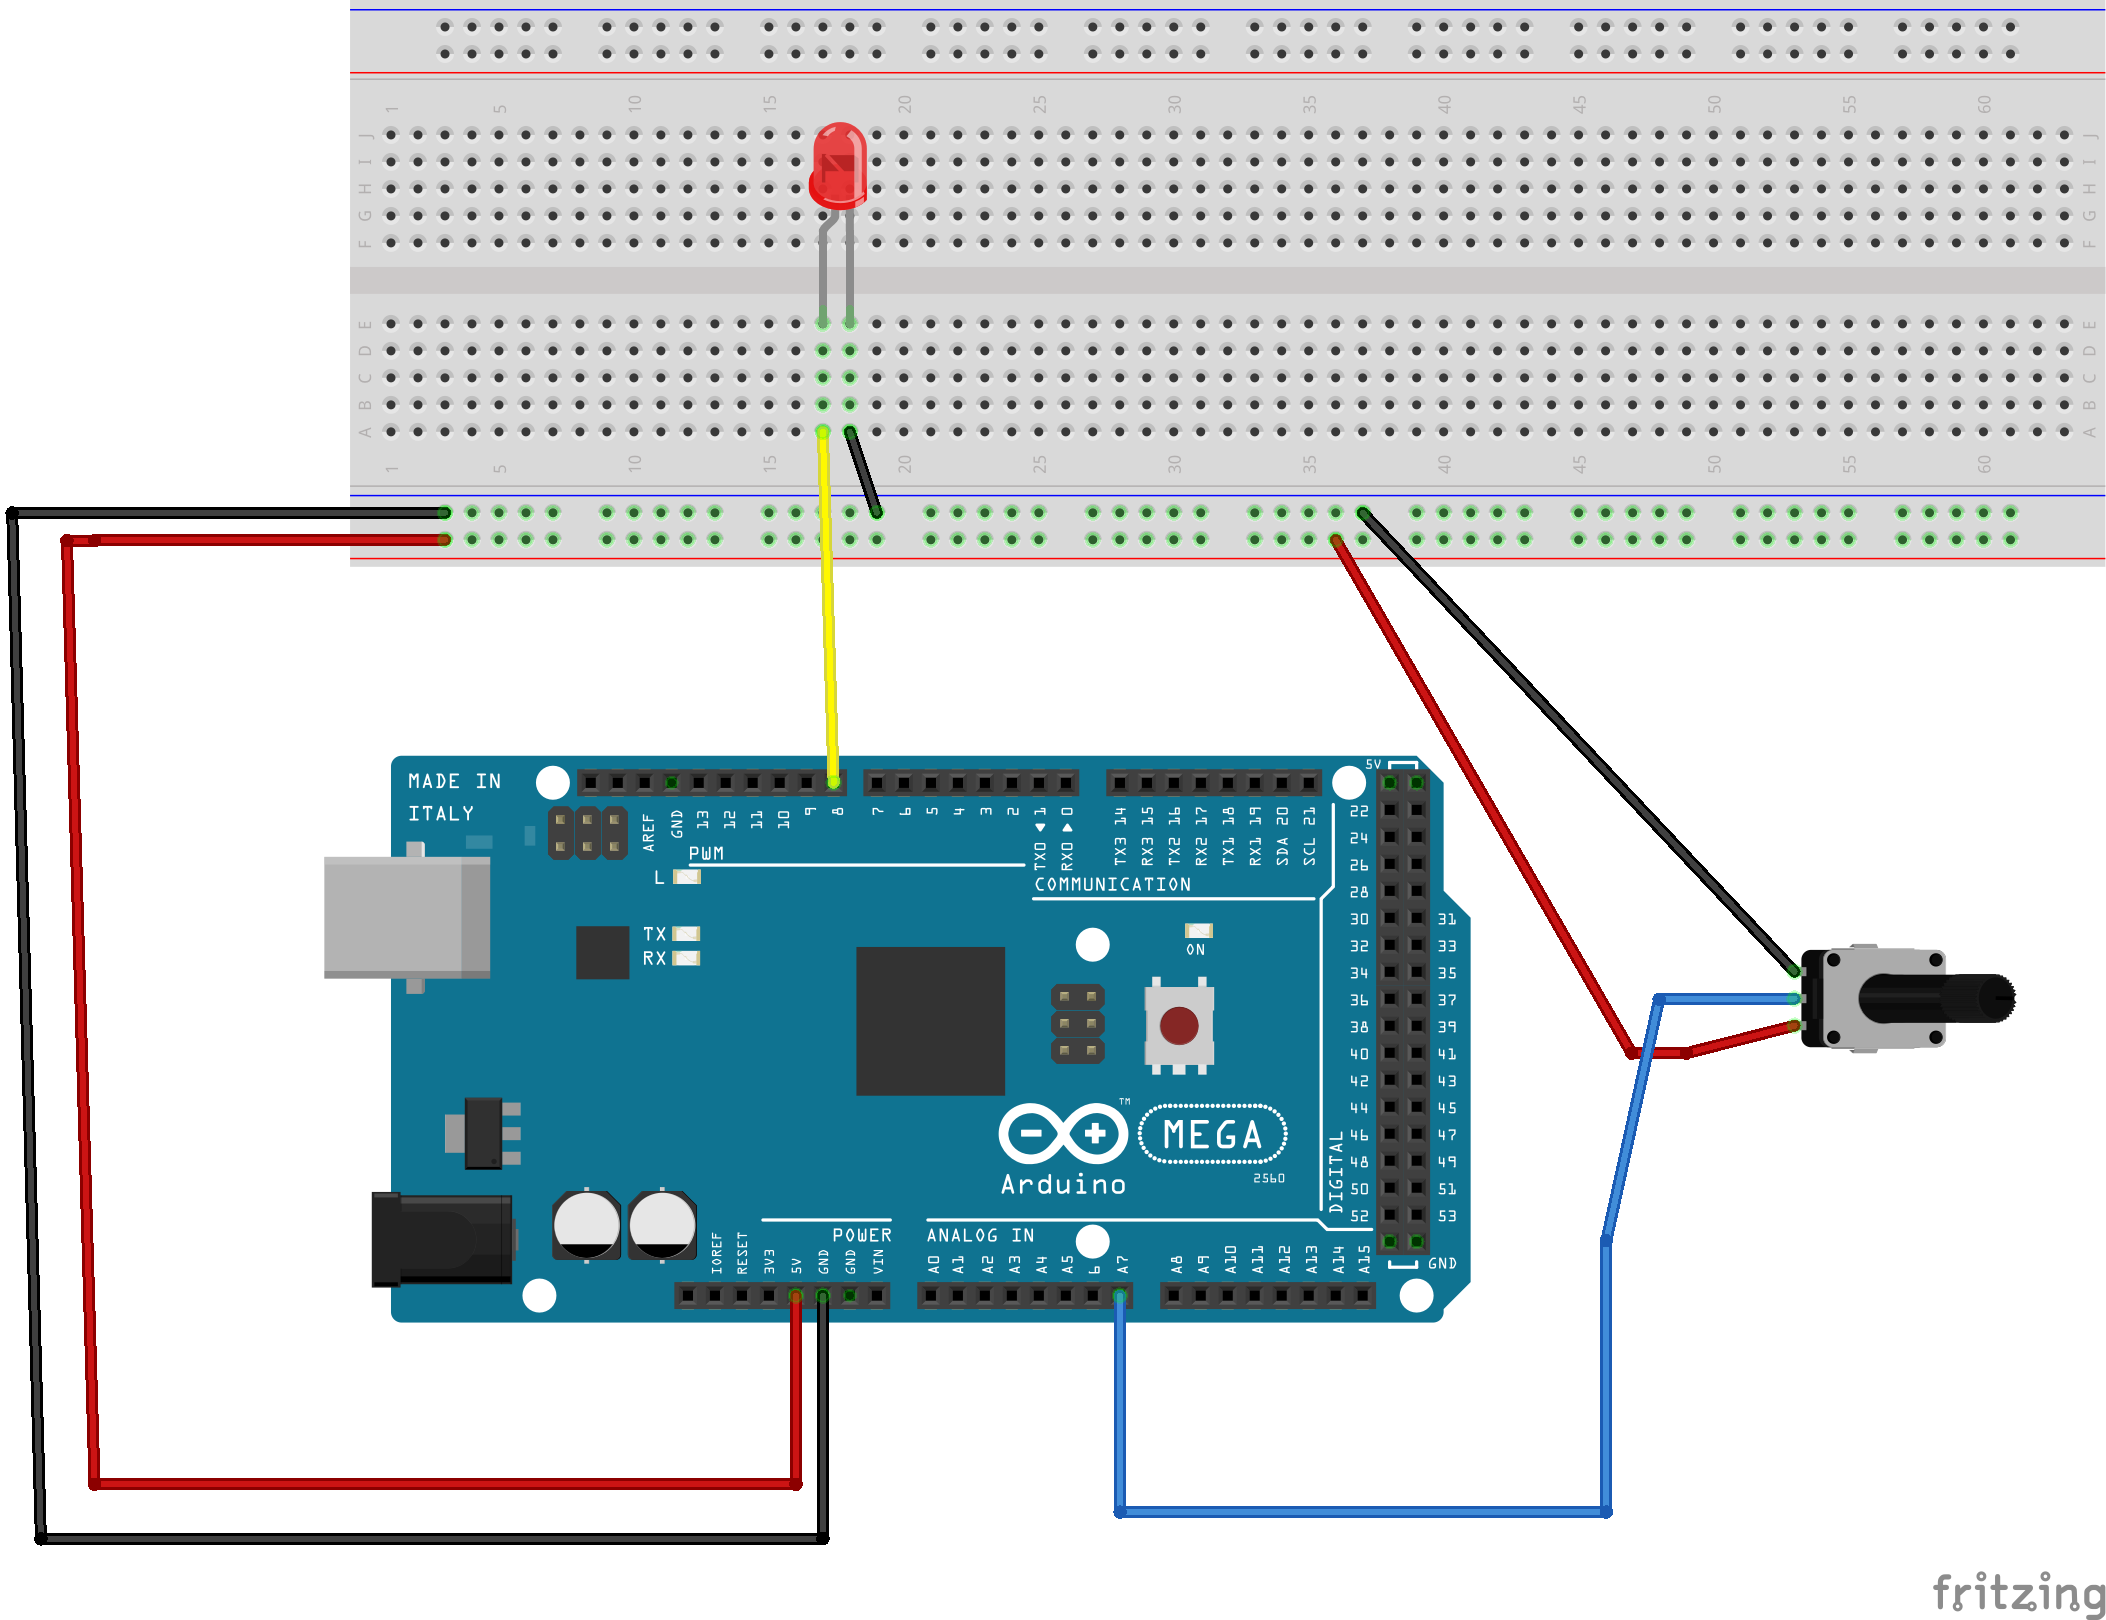 1 5 10 15 20 25 30 35 40 45 50 55 60
J J
I I
H H
G G
F F
E E
D D
C C
B B
A A
1 5 10 15 20 25 30 35 40 45 50 55 60
MADE IN
ITALY
AREF GND 13 12 11 10 9 8 7 6 5 4 3 2 TX0 1 RX0 0 TX3 14 RX3 15 TX2 16 RX2 17 TX1 18 RX1 19 SDA 20 SCL 21
5V
PWM
L
COMMUNICATION
TX
RX
ON
22
24
26
28
30 31
32 33
34 35
36 37
38 39
40 41
42 43
44 45
46 47
48 49
50 51
52 53
DIGITAL
TM
MEGA
Arduino
2560
POWER
ANALOG IN
IOREF RESET 3V3 5V GND GND VIN A0 A1 A2 A3 A4 A5 6 A7 A8 A9 A10 A11 A12 A13 A14 A15
GND
fritzing